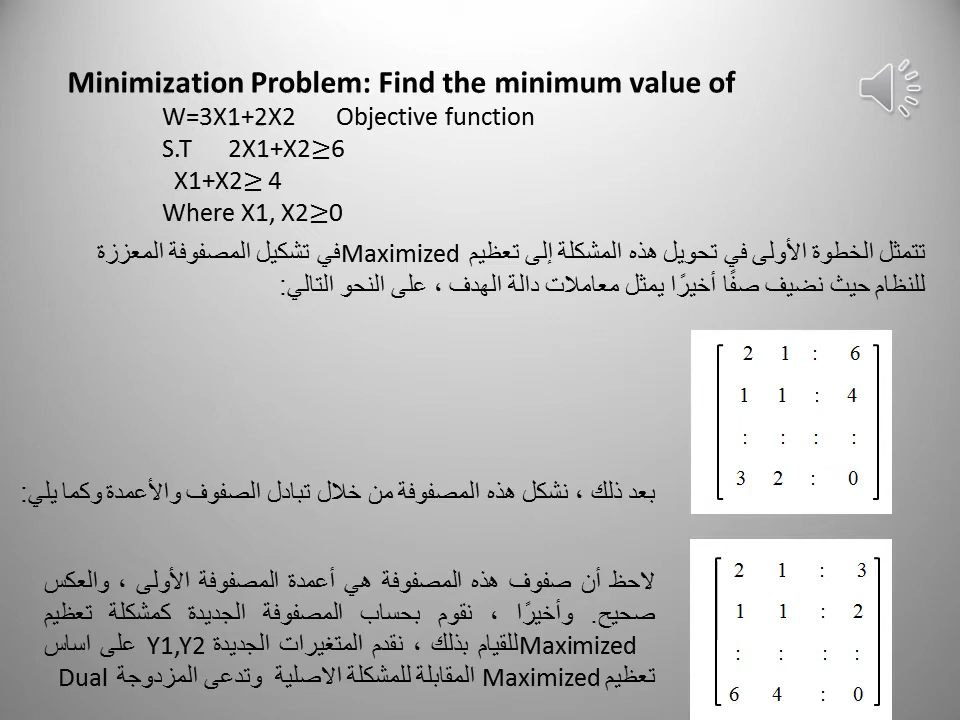 Minimization Problem: Find the minimum value of
W=3X1+2X2 Objective function
S.T 2X1+X2≥6
X1+X2≥ 4
Where X1, X2≥0
تتمثل الخطوة الأولى في تحويل هذه المشكلة إلى تعظيم Maximized في تشكيل المصفوفة المعززة
للنظام حيث نضيف صفًا أخيرًا يمثل معاملات دالة الهدف ، على النحو التالي:
2 1 : 6
1 1 : 4
: : : :
3 2 : 0
بعد ذلك ، نشكل هذه المصفوفة من خلال تبادل الصفوف والأعمدة وكما يلي:
2 1 : 3
1 1 : 2
: : : :
6 4 : 0
لاحظ أن صفوف هذه المصفوفة هي أعمدة المصفوفة الأولى ، والعكس
صحيح. وأخيرًا ، نقوم بحساب المصفوفة الجديدة كمشكلة تعظيم
Maximized للقيام بذلك ، نقدم المتغيرات الجديدة Y1,Y2 على اساس
تعظيم Maximized المقابلة للمشكلة الاصلية وتدعى المزدوجة Dual